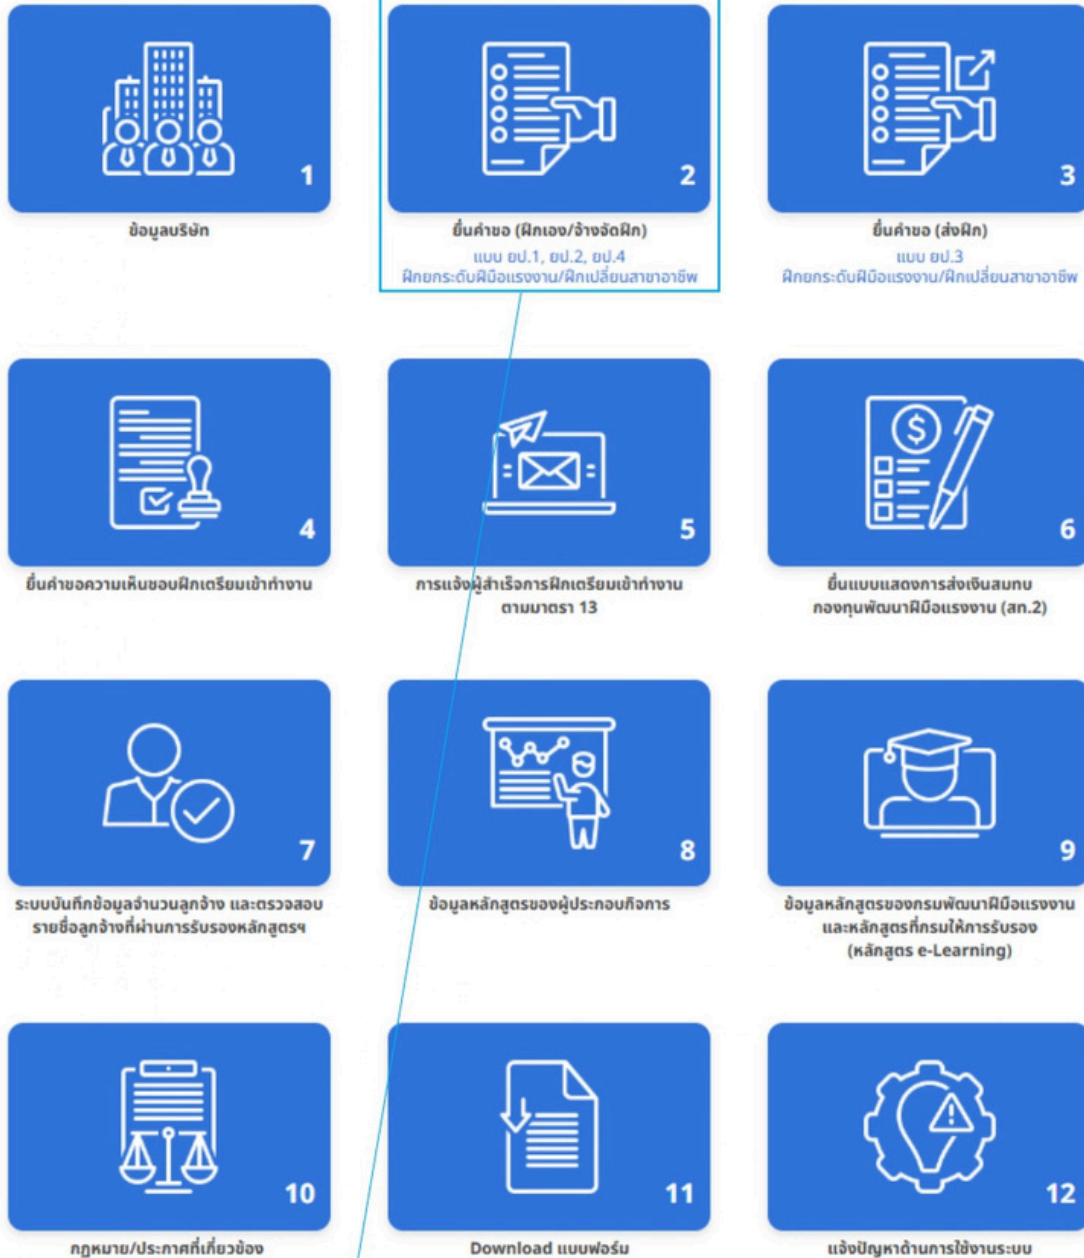 1
2
3
ข้อมูลบริษัท
ยื่นคำขอ (ฝึกเอง/จ้างจัดฝึก)
แบบ ยป.1, ยป.2, ยป.4
ฝึกยกระดับฝีมือแรงงาน/ฝึกเปลี่ยนสาขาอาชีพ
ยื่นคำขอ (ส่งฝึก)
แบบ ยป.3
ฝึกยกระดับฝีมือแรงงาน/ฝึกเปลี่ยนสาขาอาชีพ
$
4
5
6
ยื่นคำขอความเห็นชอบฝึกเตรียมเข้าทำงาน
การแจ้งผู้สำเร็จการฝึกเตรียมเข้าทำงาน
ตามมาตรา 13
ยื่นแบบแสดงการส่งเงินสมทบ
กองทุนพัฒนาฝีมือแรงงาน (สท.2)
7
8
9
ระบบบันทึกข้อมูลจำนวนลูกจ้าง และตรวจสอบ
รายชื่อลูกจ้างที่ผ่านการรับรองหลักสูตรฯ
ข้อมูลหลักสูตรของผู้ประกอบกิจการ
ข้อมูลหลักสูตรของกรมพัฒนาฝีมือแรงงาน
และหลักสูตรที่กรมให้การรับรอง
(หลักสูตร e-Learning)
10
11
12
กฎหมาย/ประกาศที่เกี่ยวข้อง
Download แบบฟอร์ม
แจ้งปัญหาด้านการใช้งานระบบ